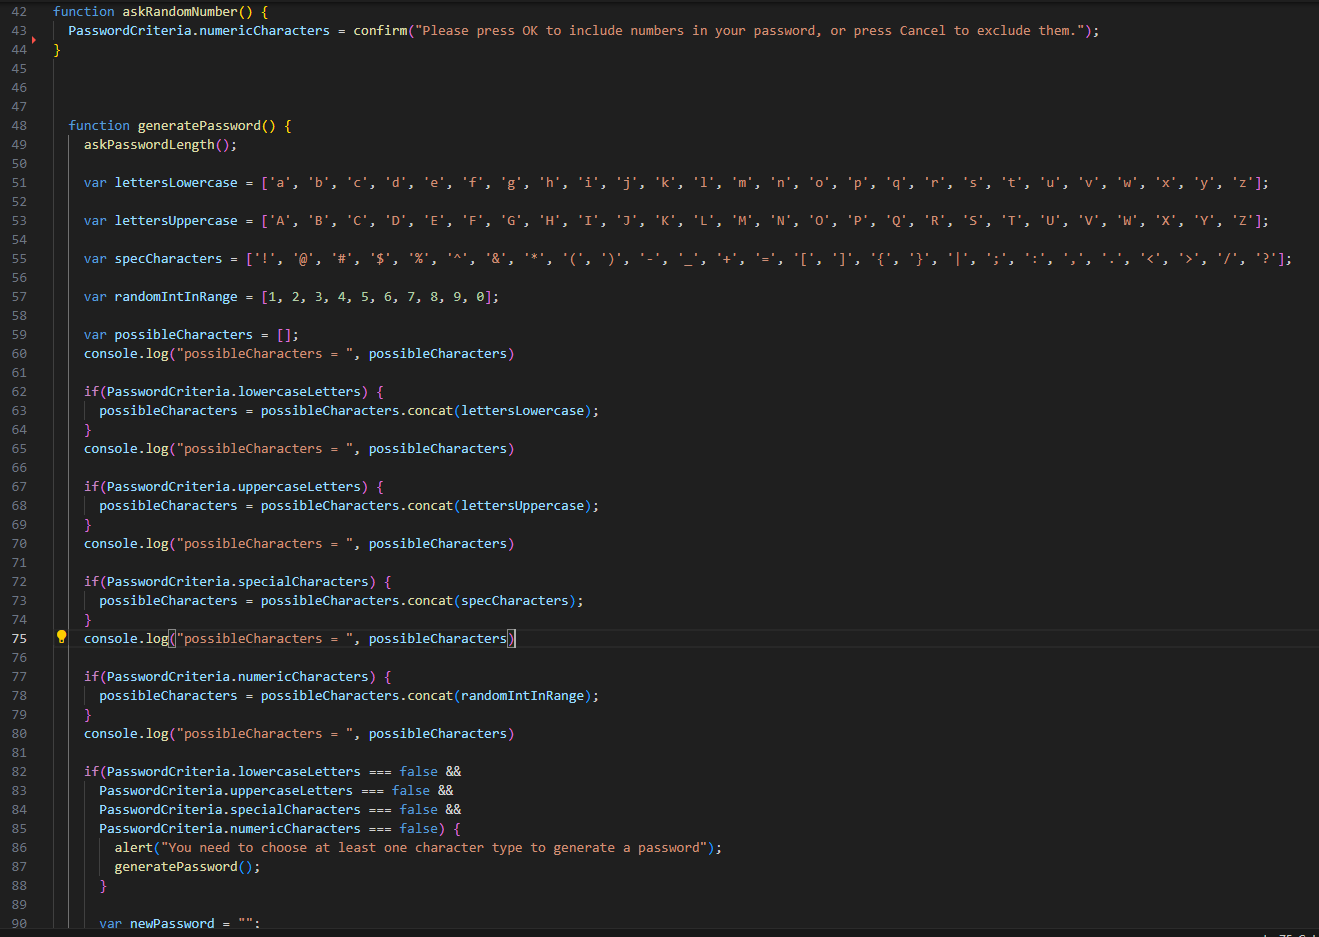 42 function askRandomNumber() {
43 PasswordCriteria.numericCharacters = confirm("Please press OK to include numbers in your password, or press Cancel to exclude them.");
44 }
45
46
47
48 function generatePassword() {
49 askPasswordLength();
50
51 var lettersLowercase = ['a', 'b', 'c', 'd', 'e', 'f', 'g', 'h', 'i', 'j', 'k', 'l', 'm', 'n', 'o', 'p', 'q', 'r', 's', 't', 'u', 'v', 'w', 'x', 'y', 'z'];
52
53 var lettersUppercase = ['A', 'B', 'C', 'D', 'E', 'F', 'G', 'H', 'I', 'J', 'K', 'L', 'M', 'N', 'O', 'P', 'Q', 'R', 'S', 'T', 'U', 'V', 'W', 'X', 'Y', 'Z'];
54
55 var specCharacters = ['!', '@', '#', '$', '%', '^', '&', '*', '(', ')', '-', '_', '+', '=', '[', ']', '{', '}', '|', ';', ':', ',', '.', '<', '>', '/', '?'];
56
57 var randomIntInRange = [1, 2, 3, 4, 5, 6, 7, 8, 9, 0];
58
59 var possibleCharacters = [];
60 console.log("possibleCharacters = ", possibleCharacters)
61
62 if(PasswordCriteria.lowercaseLetters) {
63 possibleCharacters = possibleCharacters.concat(lettersLowercase);
64 }
65 console.log("possibleCharacters = ", possibleCharacters)
66
67 if(PasswordCriteria.uppercaseLetters) {
68 possibleCharacters = possibleCharacters.concat(lettersUppercase);
69 }
70 console.log("possibleCharacters = ", possibleCharacters)
71
72 if(PasswordCriteria.specialCharacters) {
73 possibleCharacters = possibleCharacters.concat(specCharacters);
74 }
75 console.log("possibleCharacters = ", possibleCharacters)
76
77 if(PasswordCriteria.numericCharacters) {
78 possibleCharacters = possibleCharacters.concat(randomIntInRange);
79 }
80 console.log("possibleCharacters = ", possibleCharacters)
81
82 if(PasswordCriteria.lowercaseLetters === false &&
83 PasswordCriteria.uppercaseLetters === false &&
84 PasswordCriteria.specialCharacters === false &&
85 PasswordCriteria.numericCharacters === false) {
86 alert("You need to choose at least one character type to generate a password");
87 generatePassword();
88 }
89
90 var newPassword = "";